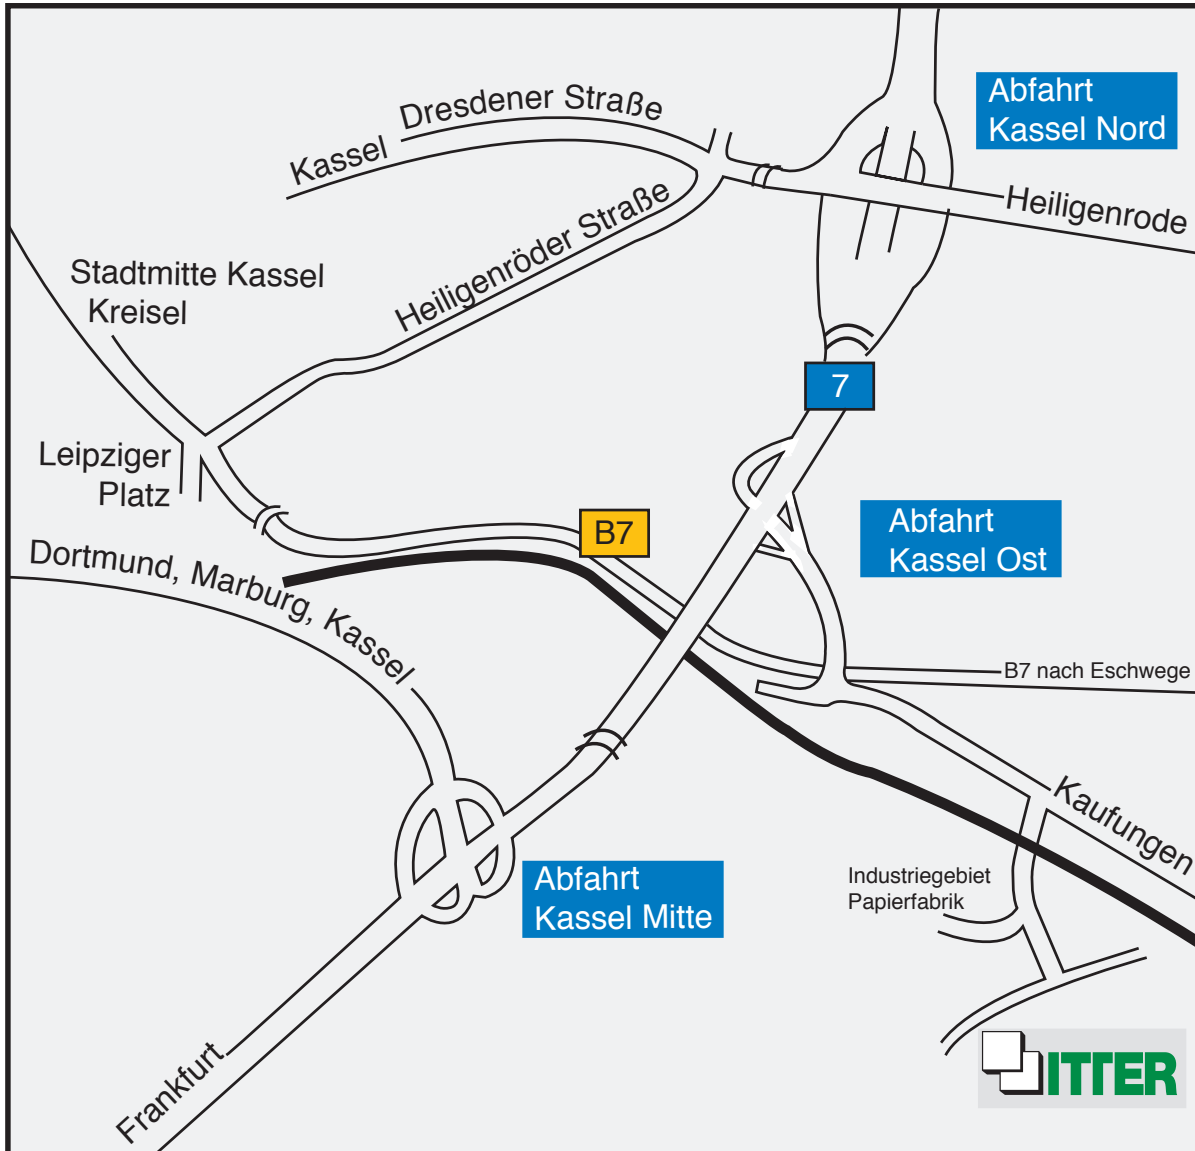 Abfahrt
Kassel Nord
Dresdener Straße
Kassel
Heiligenrode
Heiligenröder Straße
Stadtmitte Kassel
Kreisel
7
Leipziger
Platz
B7
Abfahrt
Kassel Ost
Dortmund, Marburg, Kassel
B7 nach Eschwege
Kaufungen
Abfahrt
Kassel Mitte
Industriegebiet
Papierfabrik
Frankfurt
ITTER